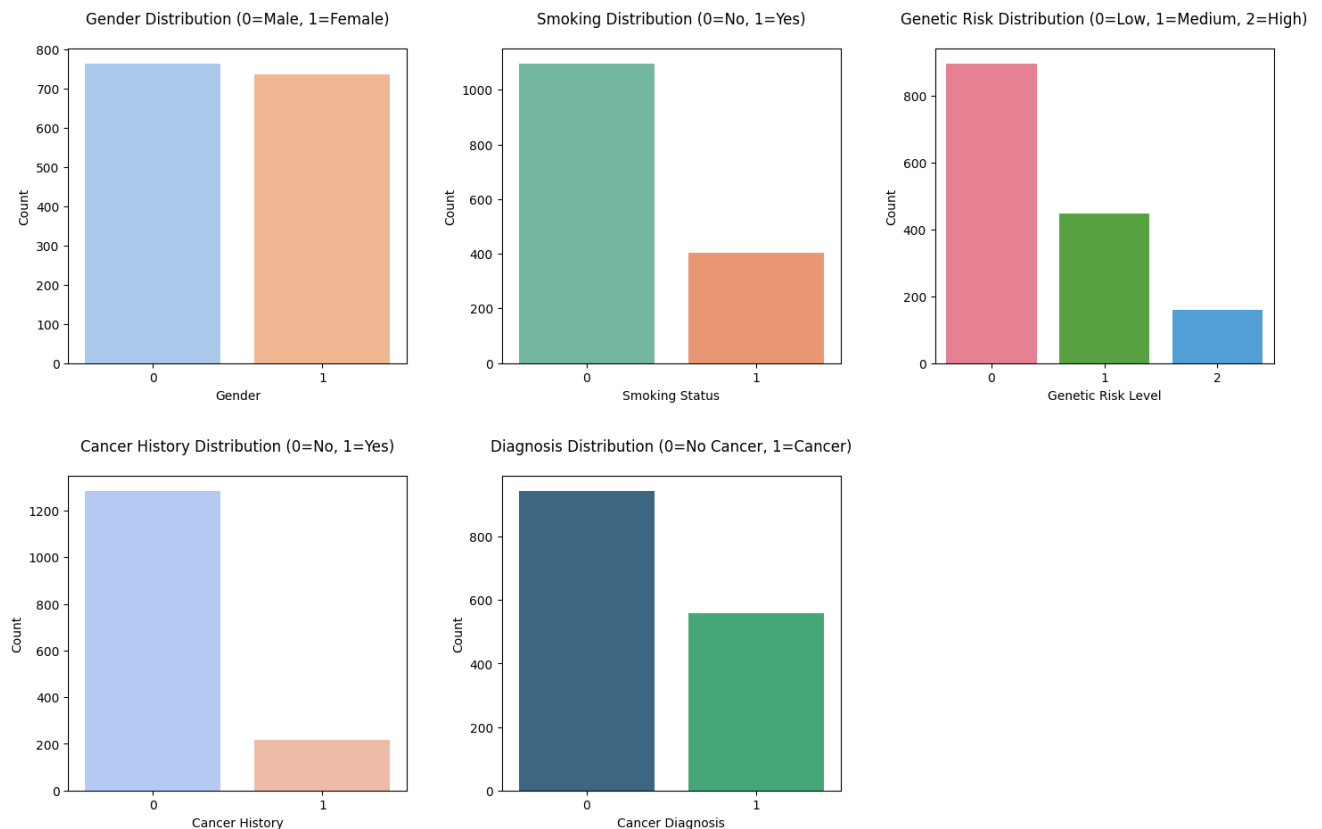 Gender Distribution (0=Male, 1=Female)
800
700
600
500
400
300
200
100
0
Count
0 1
Gender
Smoking Distribution (0=No, 1=Yes)
1000
800
600
400
200
0
Count
0 1
Smoking Status
Genetic Risk Distribution (0=Low, 1=Medium, 2=High)
800
600
400
200
0
Count
0 1 2
Genetic Risk Level
Cancer History Distribution (0=No, 1=Yes)
1200
1000
800
600
400
200
0
Count
0 1
Cancer History
Diagnosis Distribution (0=No Cancer, 1=Cancer)
800
600
400
200
0
Count
0 1
Cancer Diagnosis